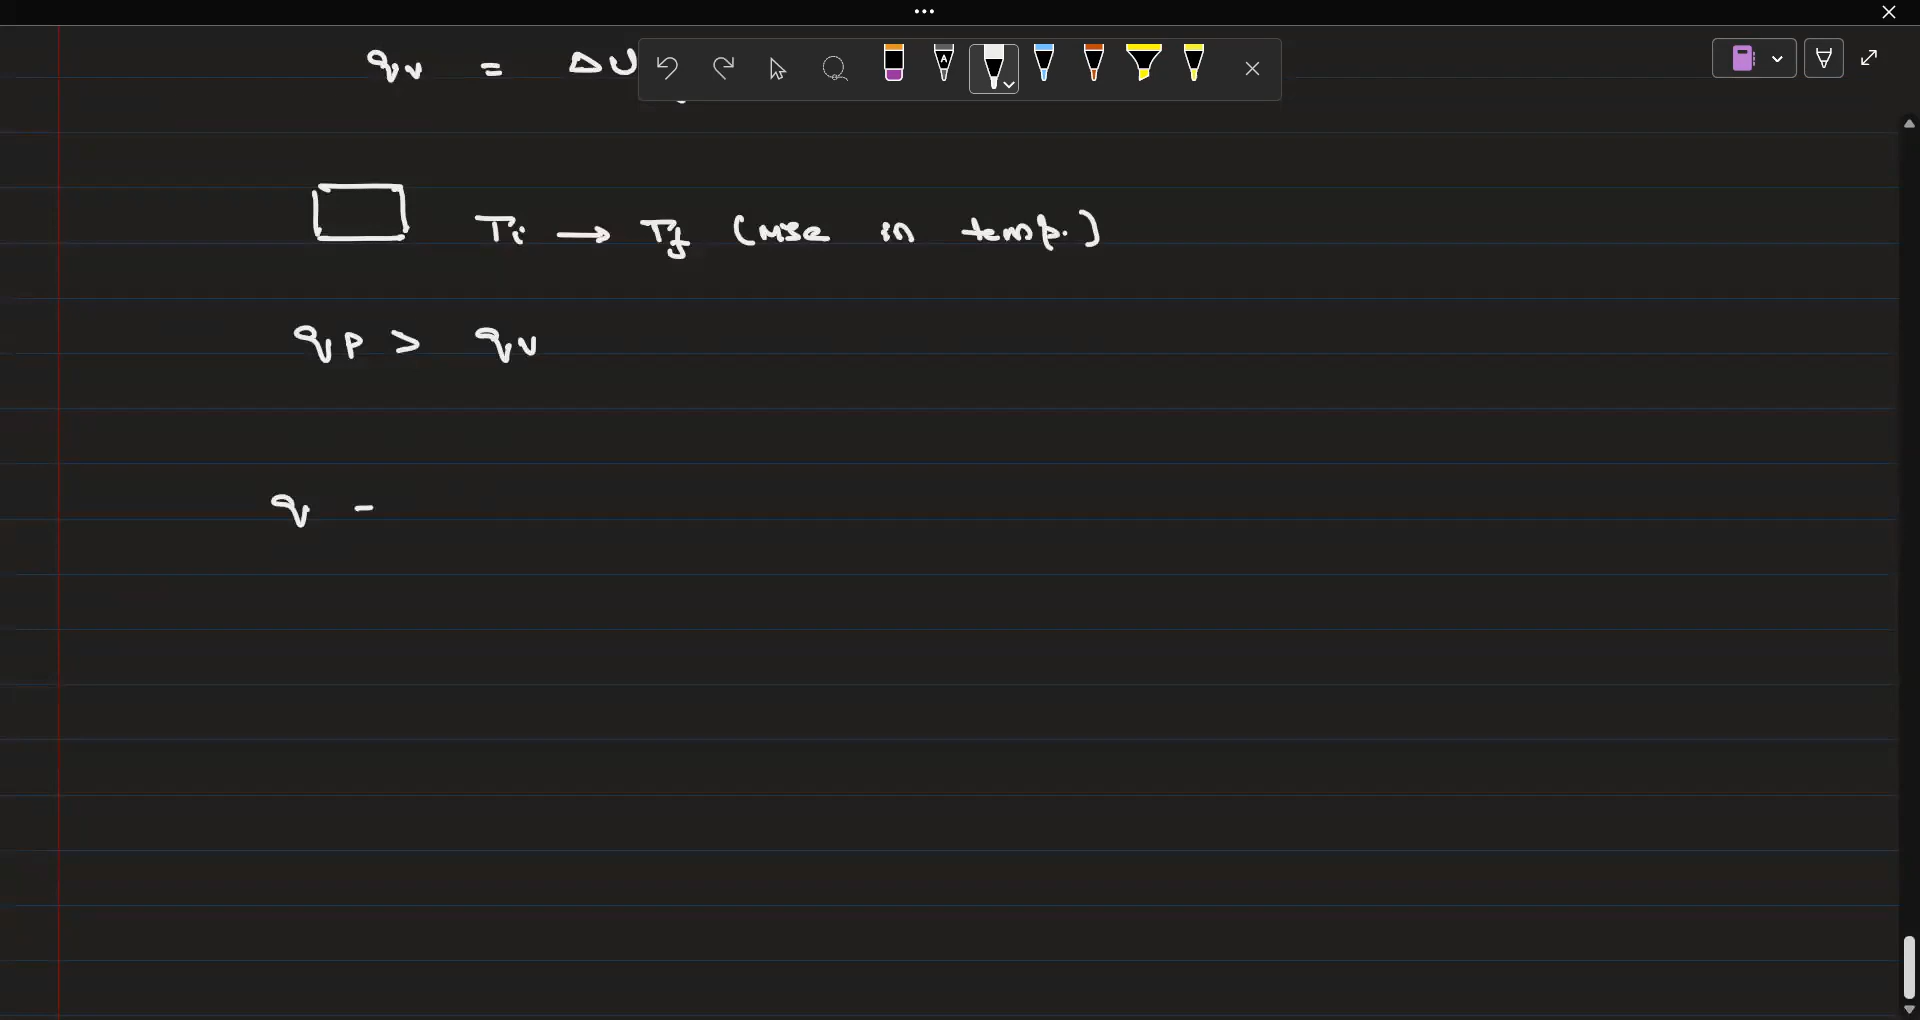 qv = ΔU
Ti → Tf (rise in temp.)
qp > qv
q -